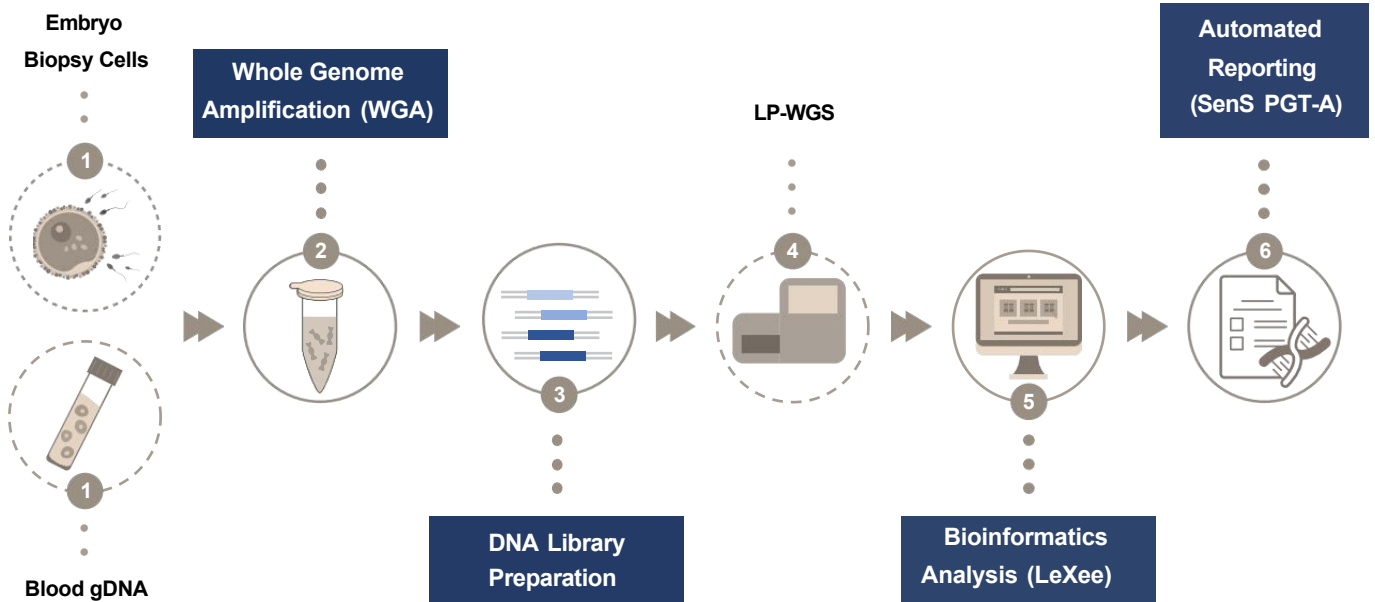 Embryo
Biopsy Cells
1
1
Blood gDNA
Whole Genome
Amplification (WGA)
2
3
DNA Library
Preparation
LP-WGS
4
5
Bioinformatics
Analysis (LeXee)
Automated
Reporting
(SenS PGT-A)
6